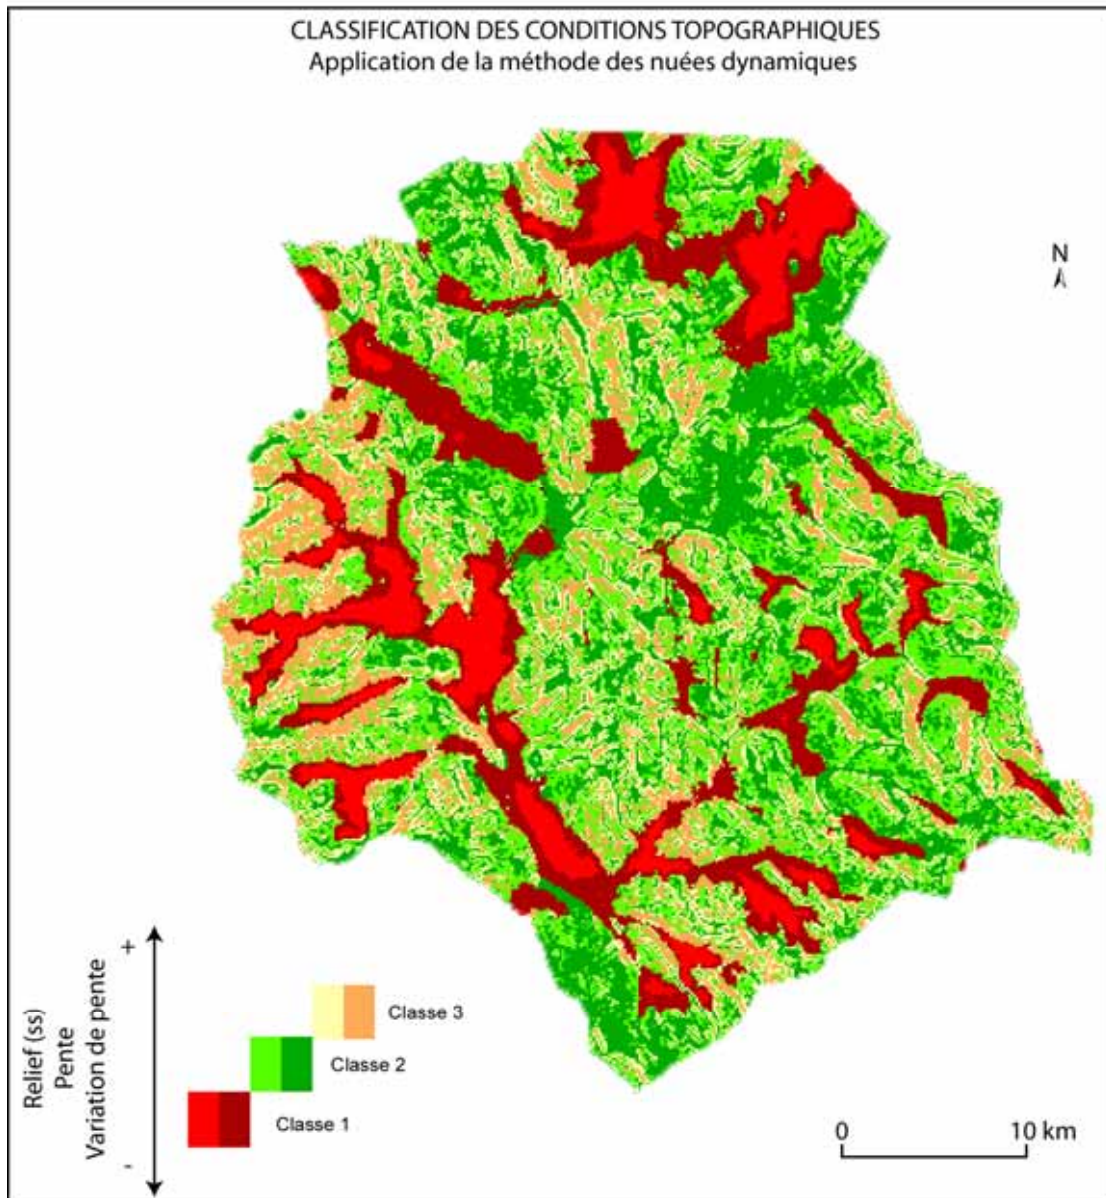 CLASSIFICATION DES CONDITIONS TOPOGRAPHIQUES
Application de la méthode des nuées dynamiques
N
+
Relief (ss)
Pente
Variation de pente
-
Classe 3
Classe 2
Classe 1
0 10 km